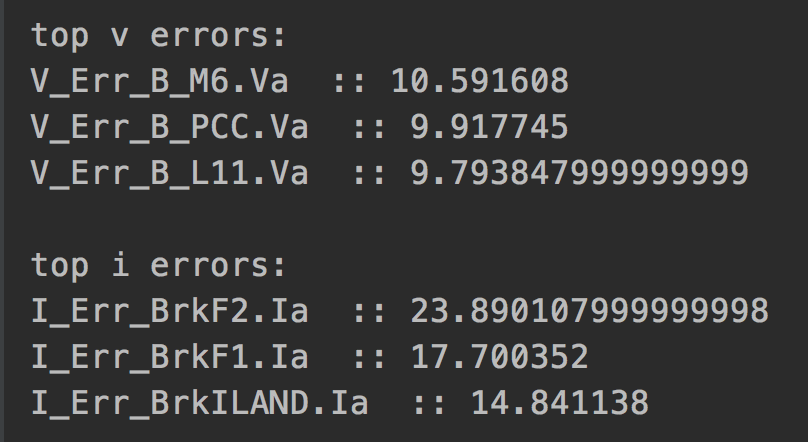 top v errors:
V_Err_B_M6.Va  :: 10.591608
V_Err_B_PCC.Va  :: 9.917745
V_Err_B_L11.Va  :: 9.793847999999999
top i errors:
I_Err_BrkF2.Ia  :: 23.890107999999998
I_Err_BrkF1.Ia  :: 17.700352
I_Err_BrkILAND.Ia  :: 14.841138